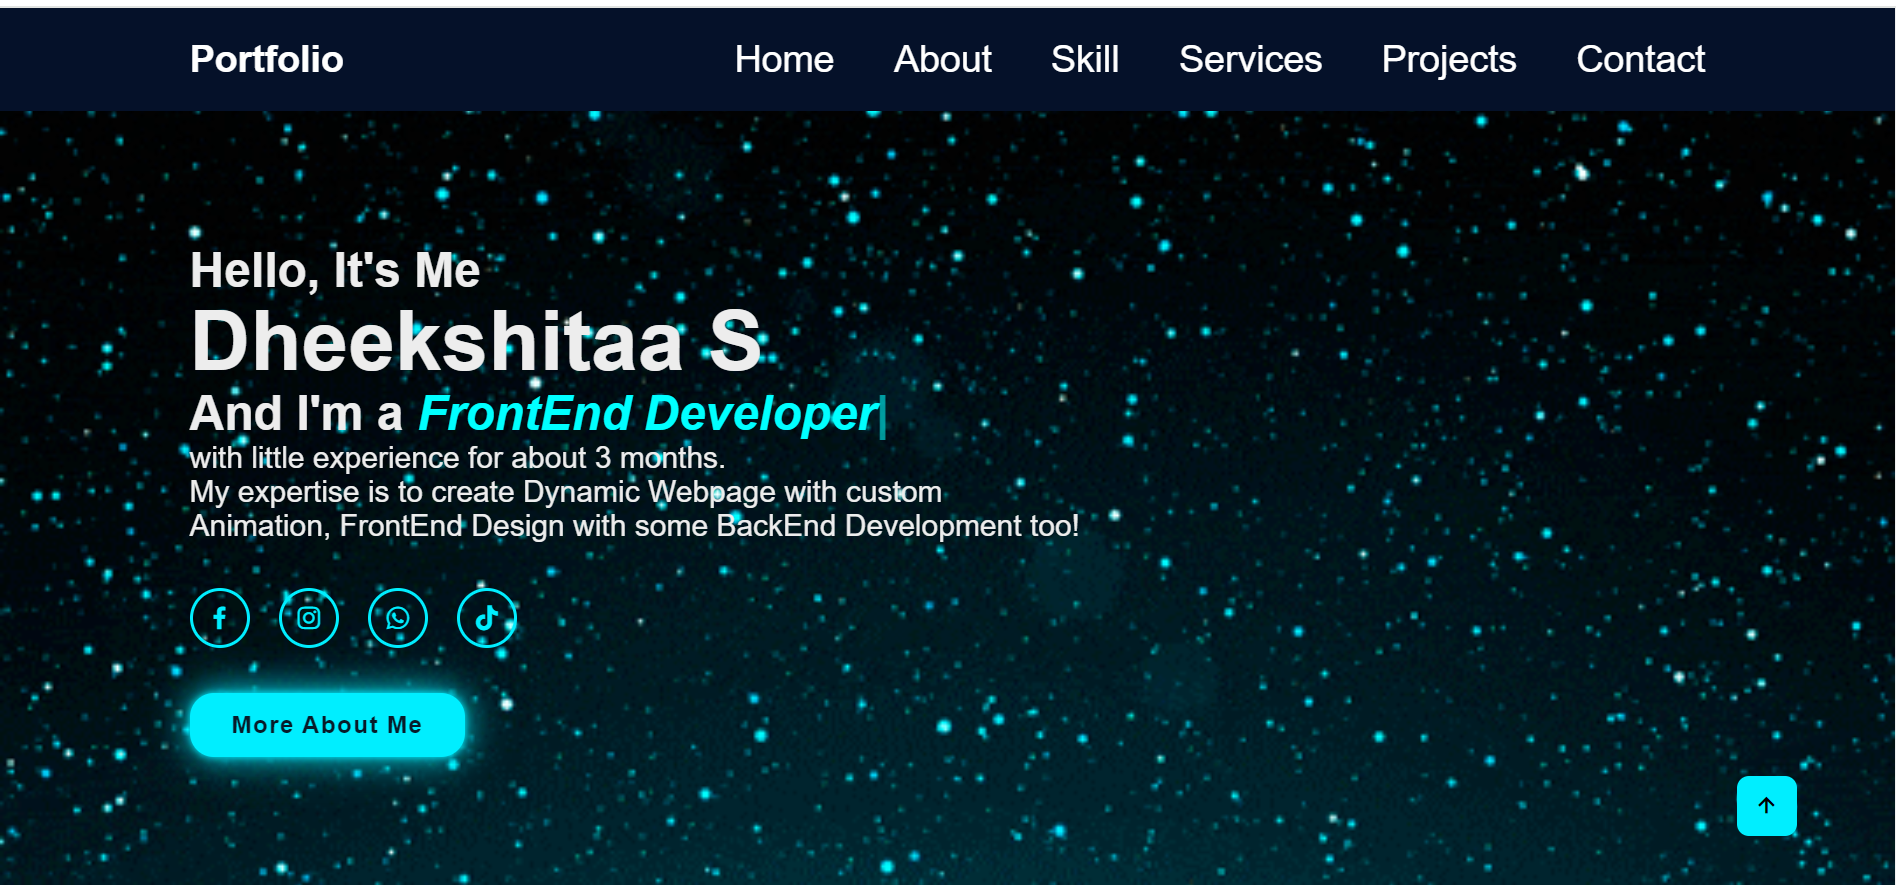 Portfolio Home About Skill Services Projects Contact
Hello, It's Me
Dheekshitaa S
And I'm a FrontEnd Developer|
with little experience for about 3 months.
My expertise is to create Dynamic Webpage with custom
Animation, FrontEnd Design with some BackEnd Development too!
More About Me